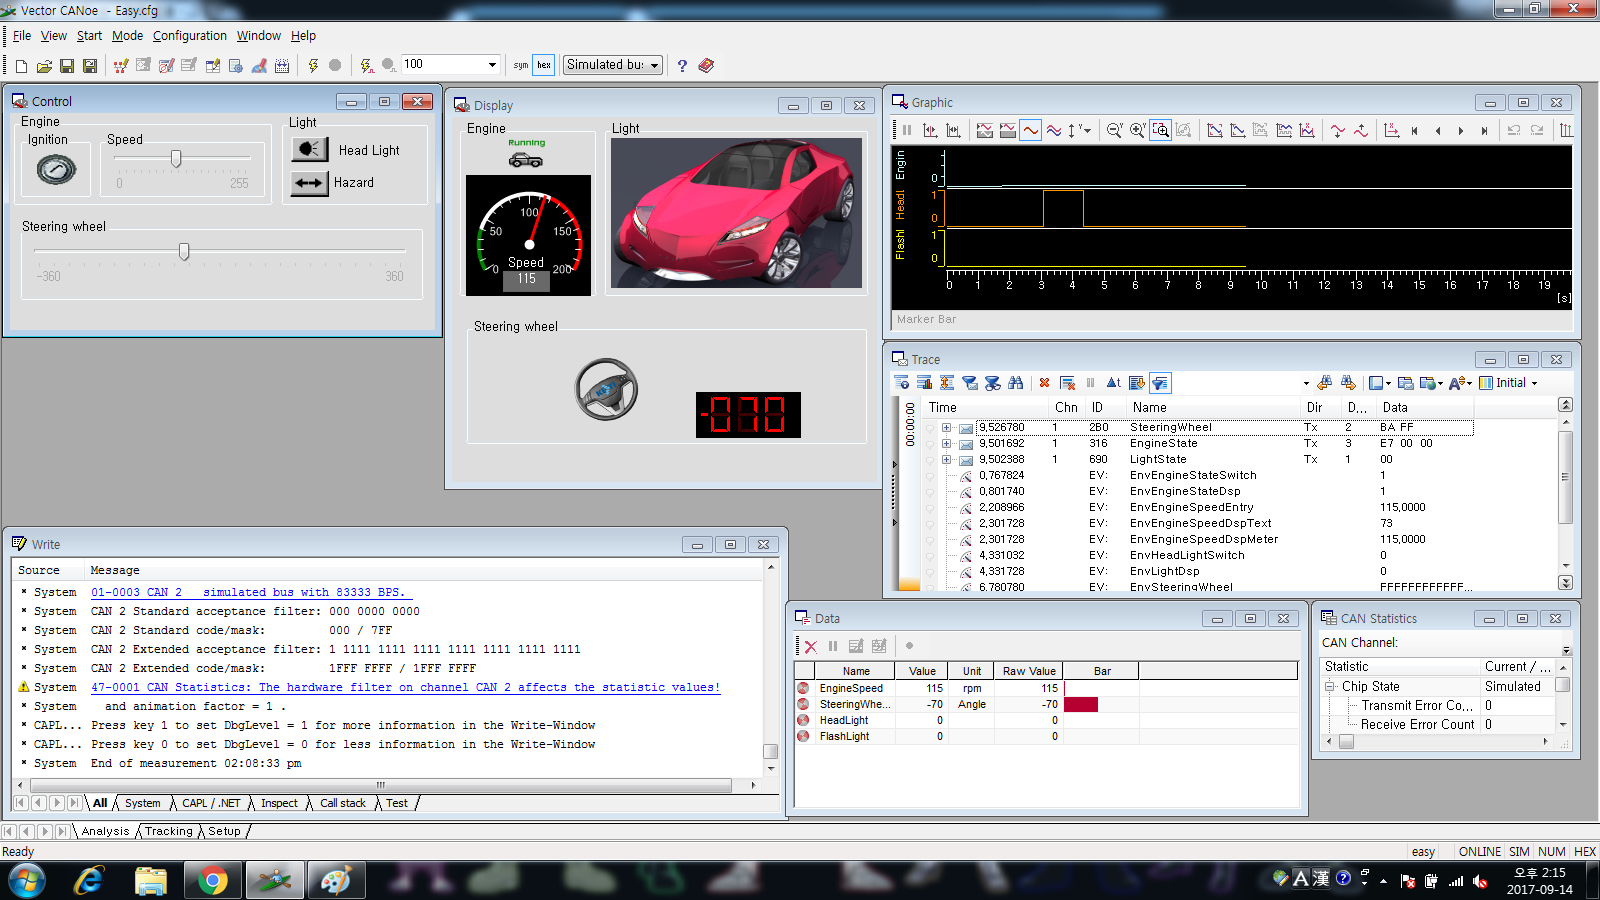 Vector CANoe - Easy.cfg
File View Start Mode Configuration Window Help
100 sym hex Simulated bu:
Control
Engine
Ignition
Speed
0 255
Light
Head Light
Hazard
Steering wheel
-360 360
Display
Engine
Running
50 100 150
0 200
Speed
115
Light
Steering wheel
-070
Graphic
Engin
0
Headl
1
0
Flashl
1
0
0 1 2 3 4 5 6 7 8 9 10 11 12 13 14 15 16 17 18 19
[s]
Marker Bar
Trace
Initial
00:00:00
Time Chn ID Name Dir D... Data
9,526780 1 2B0 SteeringWheel Tx 2 BA FF
9,501692 1 316 EngineState Tx 3 E7 00 00
9,502388 1 690 LightState Tx 1 00
0,767824 EV: EnvEngineStateSwitch 1
0,801740 EV: EnvEngineStateDsp 1
2,208966 EV: EnvEngineSpeedEntry 115,0000
2,301728 EV: EnvEngineSpeedDspText 73
2,301728 EV: EnvEngineSpeedDspMeter 115,0000
4,331032 EV: EnvHeadLightSwitch 0
4,331728 EV: EnvLightDsp 0
6,780780 EV: EnvSteeringWheel FFFFFFFFFFFF...
Write
Source Message
System 01-0003 CAN 2 simulated bus with 83333 BPS.
System CAN 2 Standard acceptance filter: 000 0000 0000
System CAN 2 Standard code/mask: 000 / 7FF
System CAN 2 Extended acceptance filter: 1 1111 1111 1111 1111 1111 1111 1111
System CAN 2 Extended code/mask: 1FFF FFFF / 1FFF FFFF
System 47-0001 CAN Statistics: The hardware filter on channel CAN 2 affects the statistic values!
System and animation factor = 1 .
CAPL... Press key 1 to set DbgLevel = 1 for more information in the Write-Window
CAPL... Press key 0 to set DbgLevel = 0 for less information in the Write-Window
System End of measurement 02:08:33 pm
All System CAPL / .NET Inspect Call stack Test
Data
Name Value Unit Raw Value Bar
EngineSpeed 115 rpm 115
SteeringWhe... -70 Angle -70
HeadLight 0 0
FlashLight 0 0
CAN Statistics
CAN Channel:
Statistic Current / ...
Chip State Simulated
Transmit Error Co,.. 0
Receive Error Count 0
Analysis Tracking Setup
Ready easy ONLINE SIM NUM HEX
A 漢
오후 2:15
2017-09-14